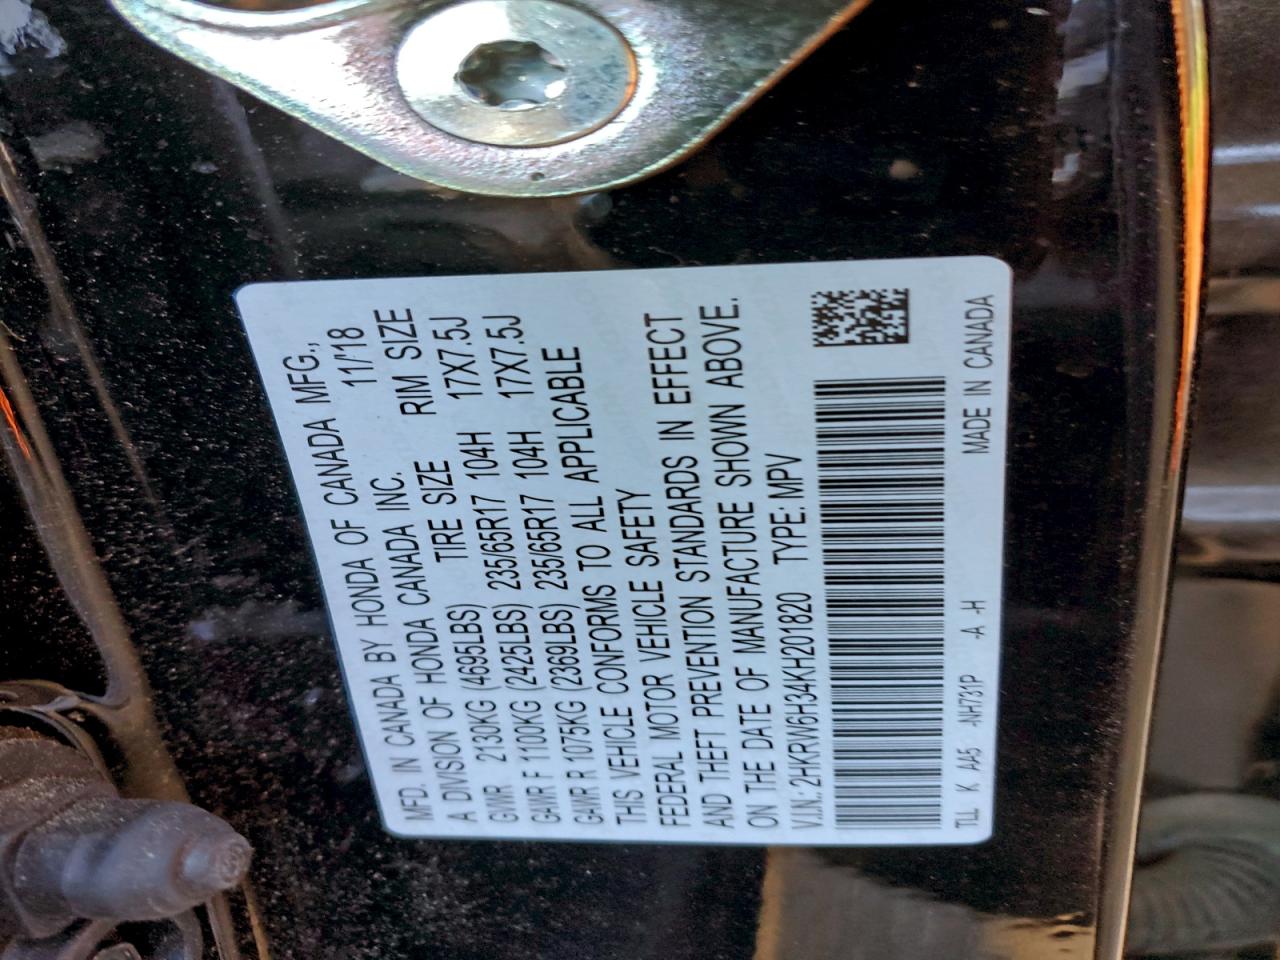 MFD. IN CANADA BY HONDA OF CANADA MFG.,
A DIVISION OF HONDA CANADA INC. 11/'18
GVWR 2130KG (4695LBS) TIRE SIZE RIM SIZE
GAWR F 1100KG (2425LBS) 235/65R17 104H 17X7.5J
GAWR R 1075KG (2369LBS) 235/65R17 104H 17X7.5J
THIS VEHICLE CONFORMS TO ALL APPLICABLE
FEDERAL MOTOR VEHICLE SAFETY
AND THEFT PREVENTION STANDARDS IN EFFECT
ON THE DATE OF MANUFACTURE SHOWN ABOVE.
V.I.N.: 2HKRW6H34KH201820 TYPE: MPV
TLL K AA5 -NH731P -A -H MADE IN CANADA